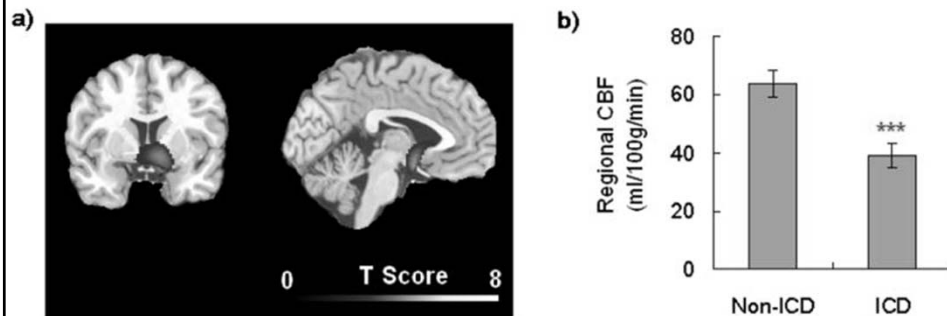 a)
0 T Score 8
b)
Regional CBF
(ml/100g/min)
80
60
40
20
0
***
Non-ICD ICD